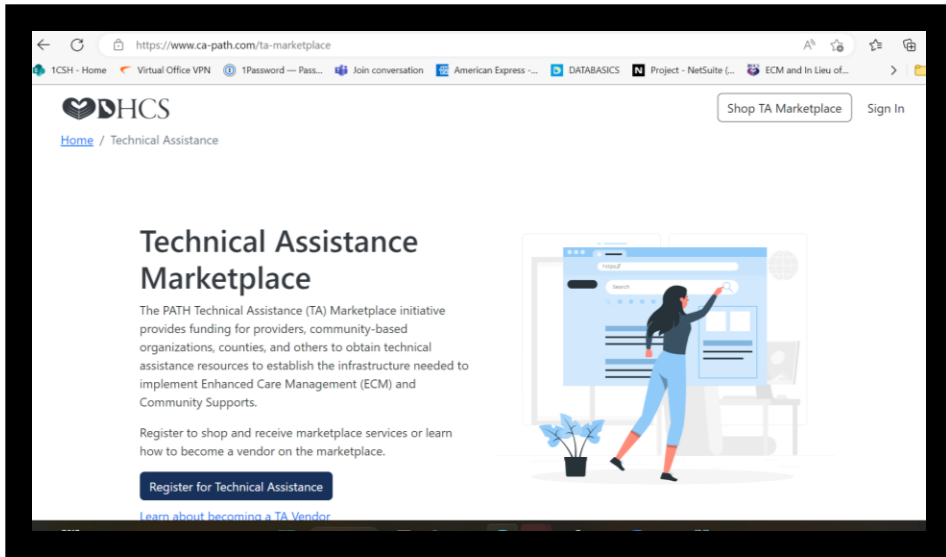 https://www.ca-path.com/ta-marketplace
1CSH - Home Virtual Office VPN 1Password — Pass... Join conversation American Express -... DATABASICS Project - NetSuite (... ECM and In Lieu of...
DHCS
Shop TA Marketplace Sign In
Home / Technical Assistance
Technical Assistance
Marketplace
The PATH Technical Assistance (TA) Marketplace initiative
provides funding for providers, community-based
organizations, counties, and others to obtain technical
assistance resources to establish the infrastructure needed to
implement Enhanced Care Management (ECM) and
Community Supports.
Register to shop and receive marketplace services or learn
how to become a vendor on the marketplace.
Register for Technical Assistance
Learn about becoming a TA Vendor
Search